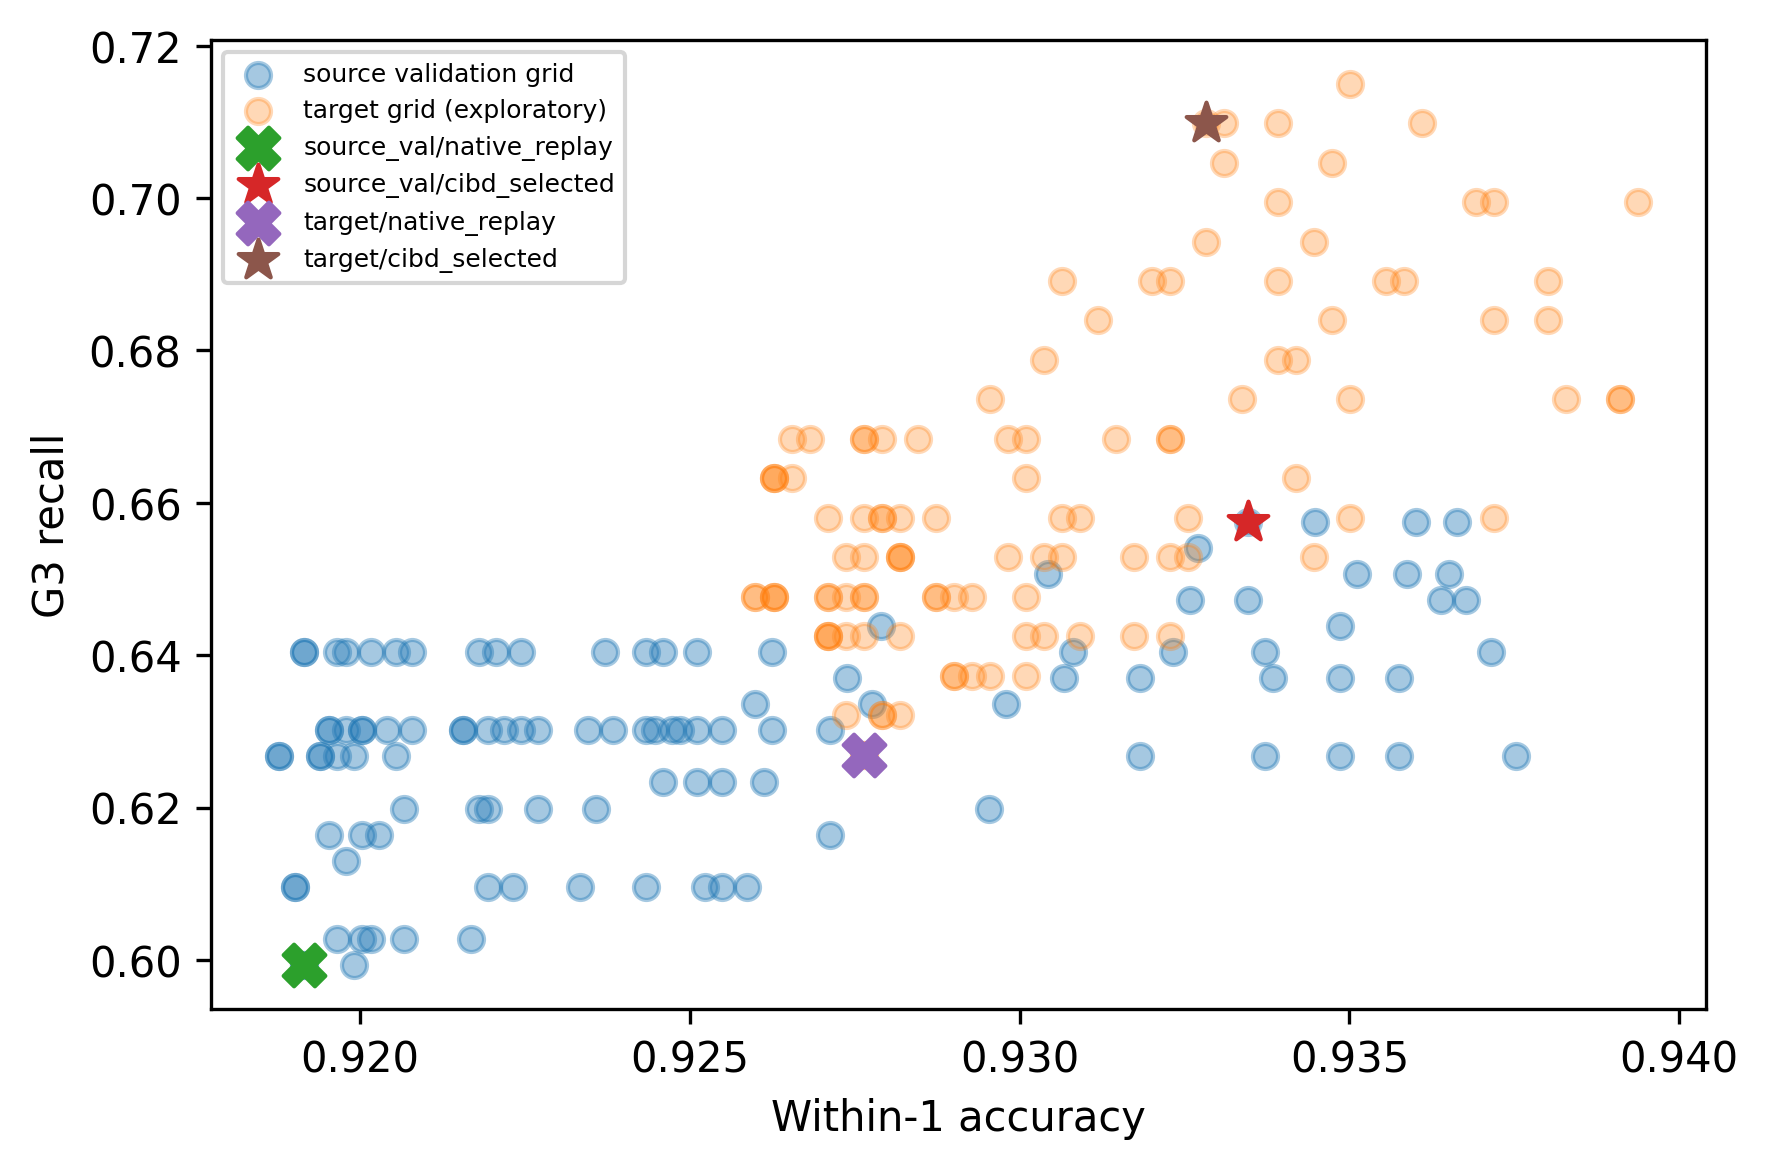 0.72
0.70
0.68
0.66
0.64
0.62
0.60
G3 recall
source validation grid
target grid (exploratory)
source_val/native_replay
source_val/cibd_selected
target/native_replay
target/cibd_selected
0.920
0.925
0.930
0.935
0.940
Within-1 accuracy